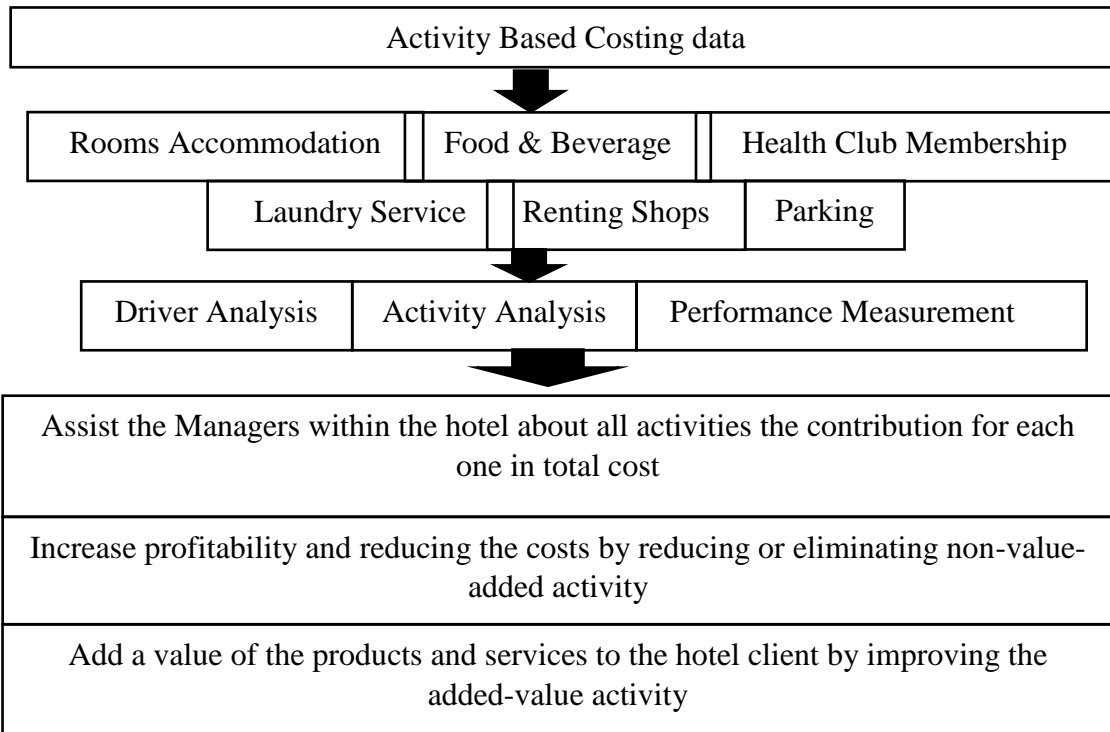 Activity Based Costing data
Rooms Accommodation
Food & Beverage
Health Club Membership
Laundry Service
Renting Shops
Parking
Driver Analysis
Activity Analysis
Performance Measurement
Assist the Managers within the hotel about all activities the contribution for each
one in total cost
Increase profitability and reducing the costs by reducing or eliminating non-value-
added activity
Add a value of the products and services to the hotel client by improving the
added-value activity